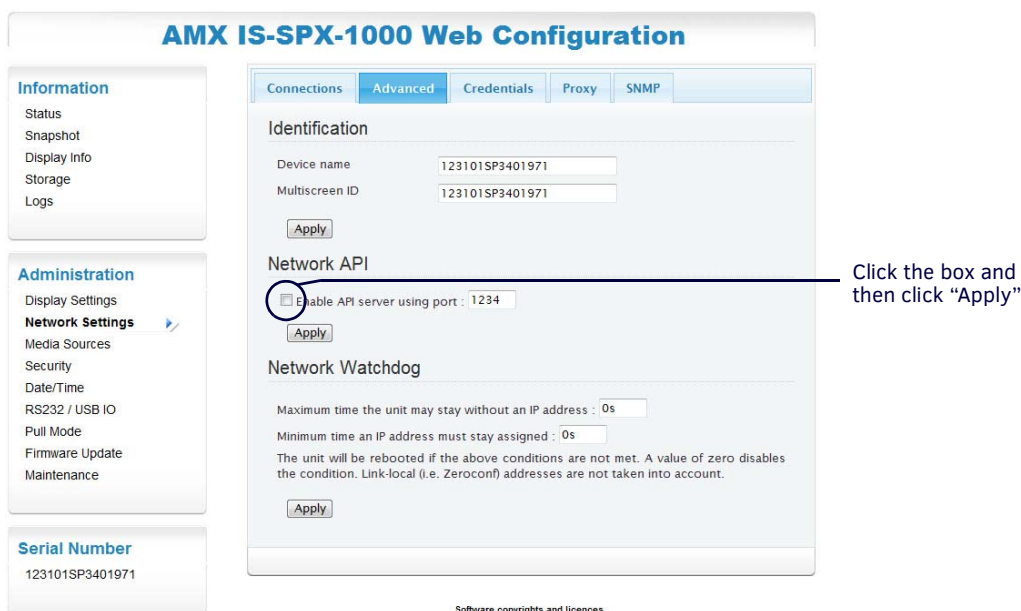 AMX IS-SPX-1000 Web Configuration
Information
Status
Snapshot
Display Info
Storage
Logs
Administration
Display Settings
Network Settings
Media Sources
Security
Date/Time
RS232 / USB IO
Pull Mode
Firmware Update
Maintenance
Serial Number
123101SP3401971
Connections Advanced Credentials Proxy SNMP
Identification
Device name 123101SP3401971
Multiscreen ID 123101SP3401971
Apply
Network API
Enable API server using port : 1234
Apply
Network Watchdog
Maximum time the unit may stay without an IP address : 0s
Minimum time an IP address must stay assigned : 0s
The unit will be rebooted if the above conditions are not met. A value of zero disables
the condition. Link-local (i.e. Zeroconf) addresses are not taken into account.
Apply
Click the box and
then click “Apply”
Software copyrights and licences